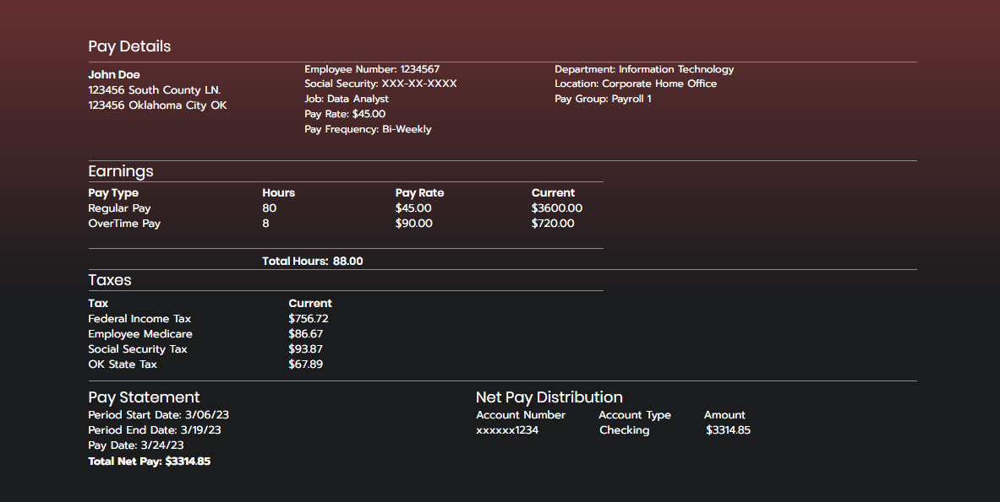 Pay Details
John Doe
123456 South County LN.
123456 Oklahoma City OK
Employee Number: 1234567
Social Security: XXX-XX-XXXX
Job: Data Analyst
Pay Rate: $45.00
Pay Frequency: Bi-Weekly
Department: Information Technology
Location: Corporate Home Office
Pay Group: Payroll 1
Earnings
Pay Type Hours Pay Rate Current
Regular Pay 80 $45.00 $3600.00
OverTime Pay 8 $90.00 $720.00
Total Hours: 88.00
Taxes
Tax Current
Federal Income Tax $756.72
Employee Medicare $86.67
Social Security Tax $93.87
OK State Tax $67.89
Pay Statement
Period Start Date: 3/06/23
Period End Date: 3/19/23
Pay Date: 3/24/23
Total Net Pay: $3314.85
Net Pay Distribution
Account Number Account Type Amount
xxxxxx1234 Checking $3314.85